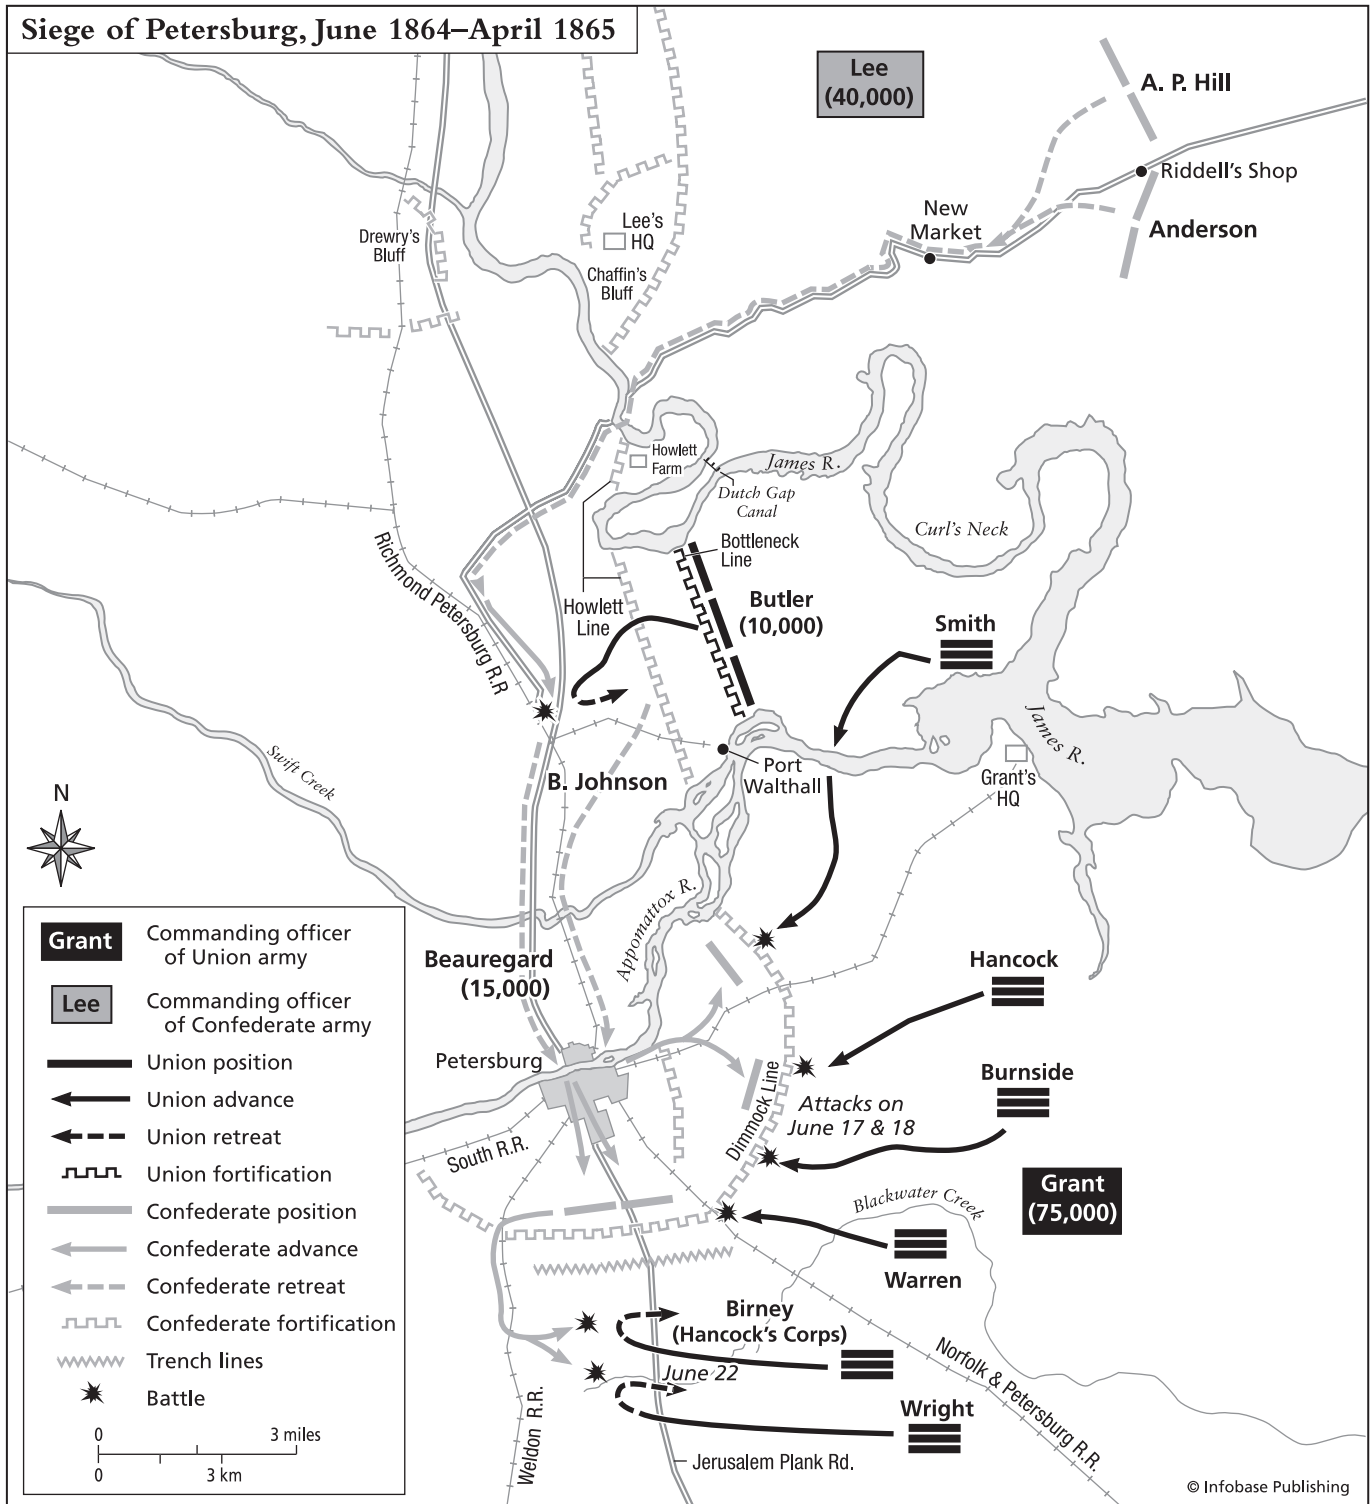 Siege of Petersburg, June 1864–April 1865
Lee
(40,000)
A. P. Hill
Riddell's Shop
New
Market
Anderson
Drewry's
Bluff
Lee's
HQ
Chaffin's
Bluff
Howlett
Farm
James R.
Dutch Gap
Canal
Curl's Neck
Bottleneck
Line
Richmond Petersburg R.R
Howlett
Line
Butler
(10,000)
Smith
James R.
Swift Creek
Port
Walthall
Grant's
HQ
B. Johnson
N
Appomattox R.
Beauregard
(15,000)
Hancock
Petersburg
Burnside
Dimmock Line
Attacks on
June 17 & 18
South R.R.
Grant
(75,000)
Blackwater Creek
Warren
Birney
(Hancock's Corps)
June 22
Norfolk & Petersburg R.R.
Wright
Weldon R.R.
Jerusalem Plank Rd.
Grant
Commanding officer
of Union army
Lee
Commanding officer
of Confederate army
Union position
Union advance
Union retreat
Union fortification
Confederate position
Confederate advance
Confederate retreat
Confederate fortification
Trench lines
Battle
0 3 miles
0 3 km
© Infobase Publishing